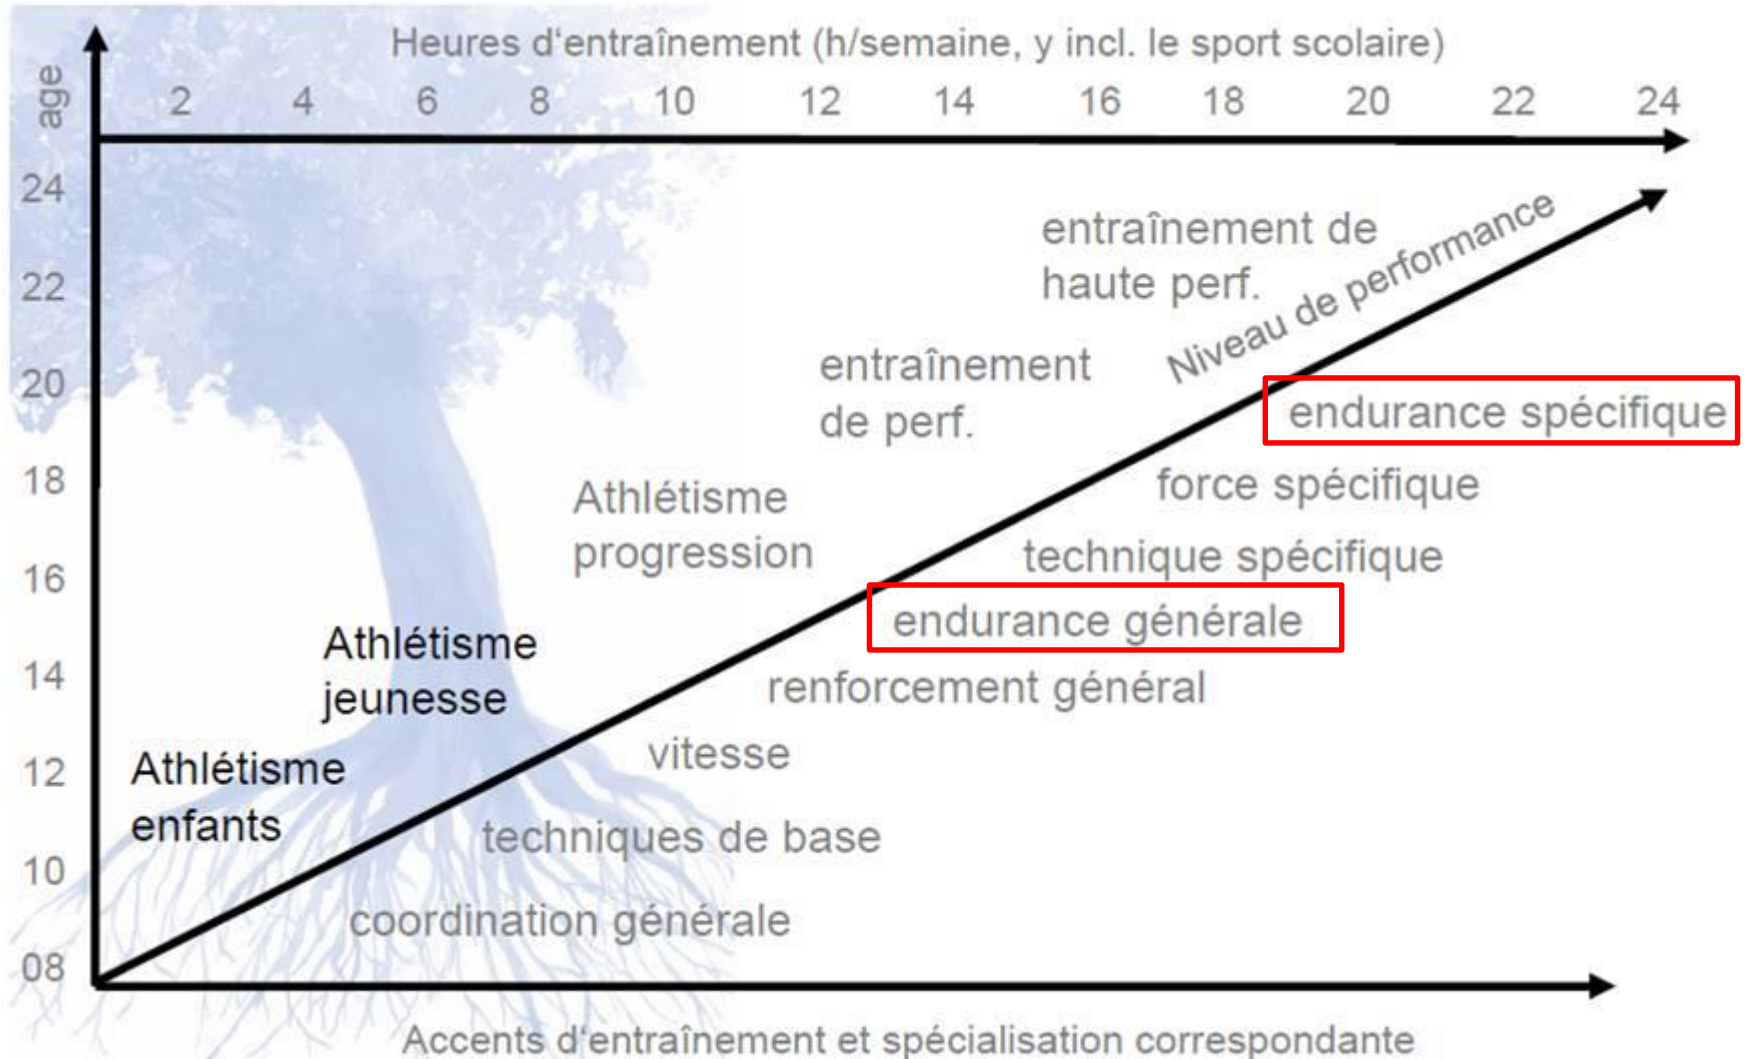 Heures d'entraînement (h/semaine, y incl. le sport scolaire)
age
2 4 6 8 10 12 14 16 18 20 22 24
24
22
20
18
16
14
12
10
08
entraînement de
haute perf.
Niveau de performance
entraînement
de perf.
endurance spécifique
force spécifique
Athlétisme
progression
technique spécifique
endurance générale
Athlétisme
jeunesse
renforcement général
vitesse
Athlétisme
enfants
techniques de base
coordination générale
Accents d'entraînement et spécialisation correspondante